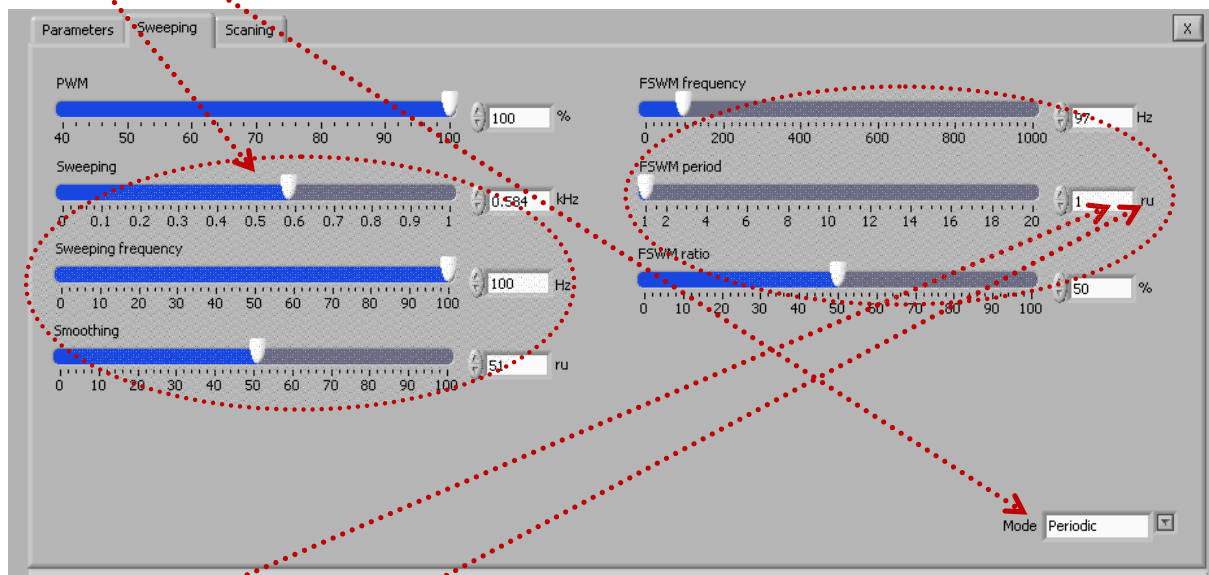 Parameters Sweeping Scaning X
PWM
100 %
40 50 60 70 80 90 100
Sweeping
0.584 kHz
0 0.1 0.2 0.3 0.4 0.5 0.6 0.7 0.8 0.9 1
Sweeping frequency
100 Hz
0 10 20 30 40 50 60 70 80 90 100
Smoothing
51 ru
0 10 20 30 40 50 60 70 80 90 100
FSWM frequency
97 Hz
0 200 400 600 800 1000
FSWM period
1 ru
1 2 4 6 8 10 12 14 16 18 20
FSWM ratio
50 %
0 10 20 30 40 50 60 70 80 90 100
Mode Periodic